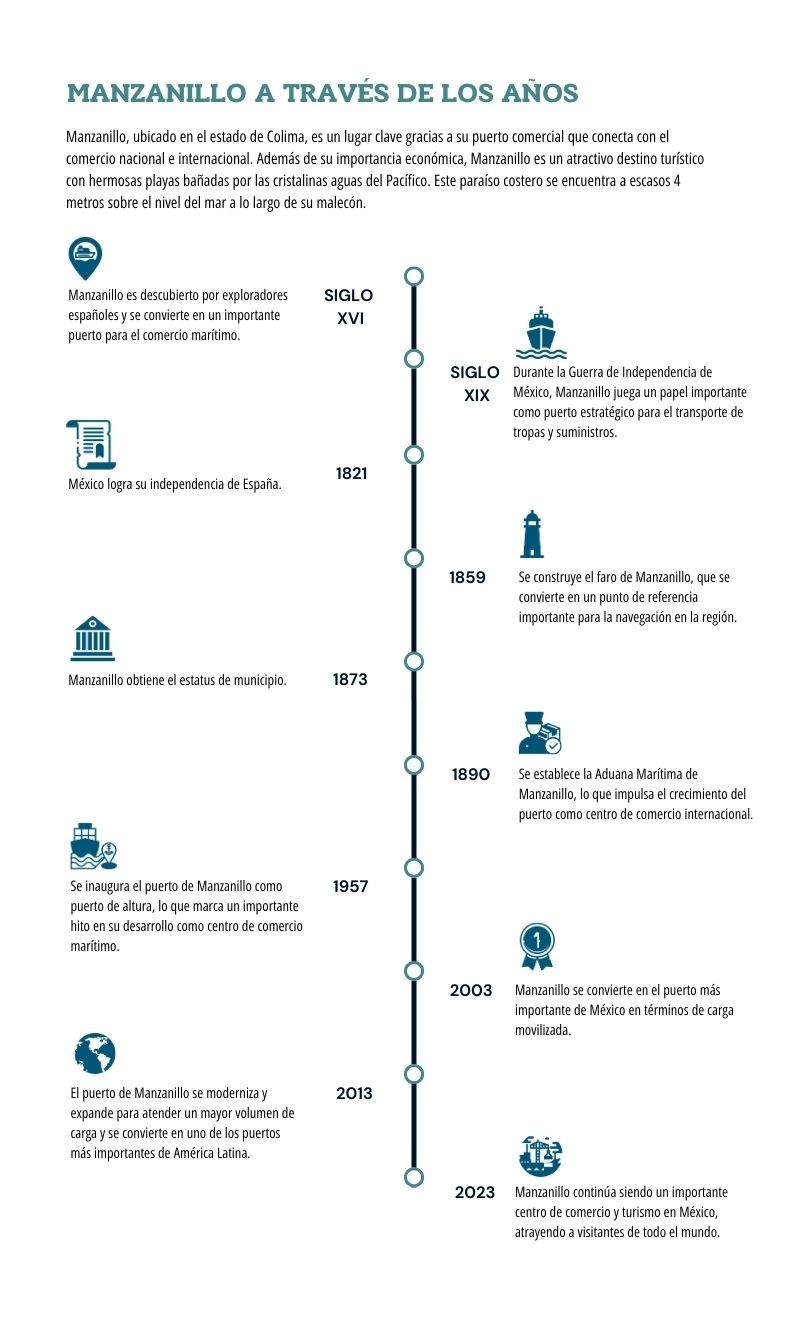 MANZANILLO A TRAVÉS DE LOS AÑOS
Manzanillo, ubicado en el estado de Colima, es un lugar clave gracias a su puerto comercial que conecta con el
comercio nacional e internacional. Además de su importancia económica, Manzanillo es un atractivo destino turístico
con hermosas playas bañadas por las cristalinas aguas del Pacífico. Este paraíso costero se encuentra a escasos 4
metros sobre el nivel del mar a lo largo de su malecón.
SIGLO
XVI
Manzanillo es descubierto por exploradores
españoles y se convierte en un importante
puerto para el comercio marítimo.
SIGLO
XIX
Durante la Guerra de Independencia de
México, Manzanillo juega un papel importante
como puerto estratégico para el transporte de
tropas y suministros.
1821
México logra su independencia de España.
1859
Se construye el faro de Manzanillo, que se
convierte en un punto de referencia
importante para la navegación en la región.
1873
Manzanillo obtiene el estatus de municipio.
1890
Se establece la Aduana Marítima de
Manzanillo, lo que impulsa el crecimiento del
puerto como centro de comercio internacional.
1957
Se inaugura el puerto de Manzanillo como
puerto de altura, lo que marca un importante
hito en su desarrollo como centro de comercio
marítimo.
1
2003
Manzanillo se convierte en el puerto más
importante de México en términos de carga
movilizada.
2013
El puerto de Manzanillo se moderniza y
expande para atender un mayor volumen de
carga y se convierte en uno de los puertos
más importantes de América Latina.
2023
Manzanillo continúa siendo un importante
centro de comercio y turismo en México,
atrayendo a visitantes de todo el mundo.